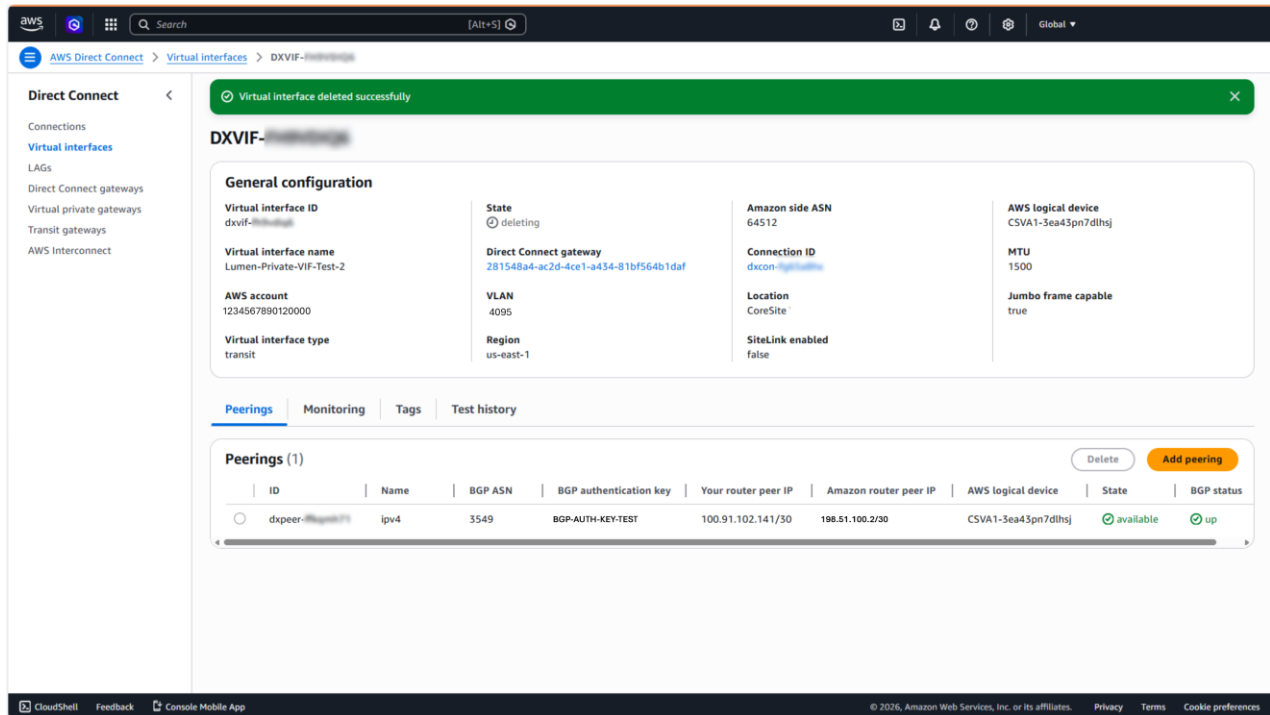 aws Search [Alt+S] Global
AWS Direct Connect > Virtual interfaces > DXVIF-
Direct Connect
Connections
Virtual interfaces
LAGs
Direct Connect gateways
Virtual private gateways
Transit gateways
AWS Interconnect
Virtual interface deleted successfully
DXVIF-
General configuration
Virtual interface ID State Amazon side ASN AWS logical device
dxvif- deleting 64512 CSVA1-3ea43pn7dlhsj
Virtual interface name Direct Connect gateway Connection ID MTU
Lumen-Private-VIF-Test-2 281548a4-ac2d-4ce1-a434-81bf564b1daf dxcon- 1500
AWS account VLAN Location Jumbo frame capable
1234567890120000 4095 CoreSite true
Virtual interface type Region SiteLink enabled
transit us-east-1 false
Peerings Monitoring Tags Test history
Peerings (1) Delete Add peering
ID Name BGP ASN BGP authentication key Your router peer IP Amazon router peer IP AWS logical device State BGP status
dxpeer- ipv4 3549 BGP-AUTH-KEY-TEST 100.91.102.141/30 198.51.100.2/30 CSVA1-3ea43pn7dlhsj available up
CloudShell Feedback Console Mobile App © 2026, Amazon Web Services, Inc. or its affiliates. Privacy Terms Cookie preferences